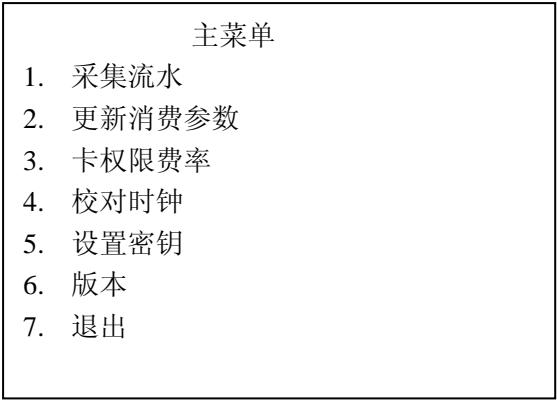 主菜单
1. 采集流水
2. 更新消费参数
3. 卡权限费率
4. 校对时钟
5. 设置密钥
6. 版本
7. 退出